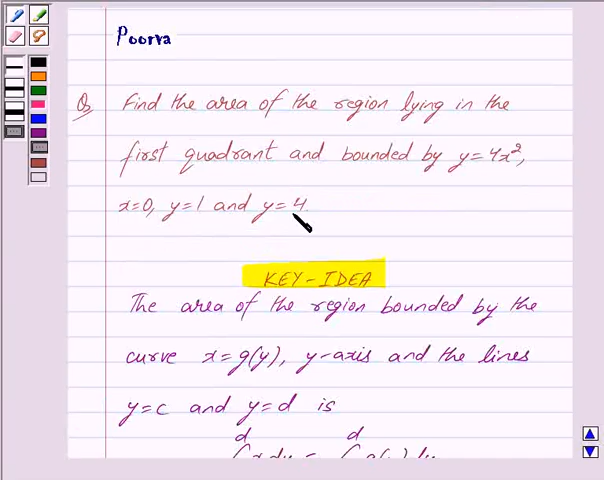 Poorva
Q Find the area of the region lying in the
first quadrant and bounded by y=4x²,
x=0, y=1 and y=4
KEY-IDEA
The area of the region bounded by the
curve x=g(y), y-axis and the lines
y=c and y=d is
d d